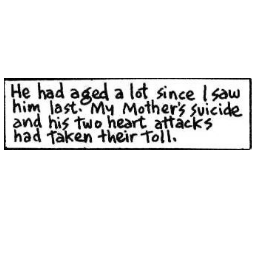 He had aged a lot since I saw
him last. My Mother's suicide
and his two heart attacks
had taken their toll.